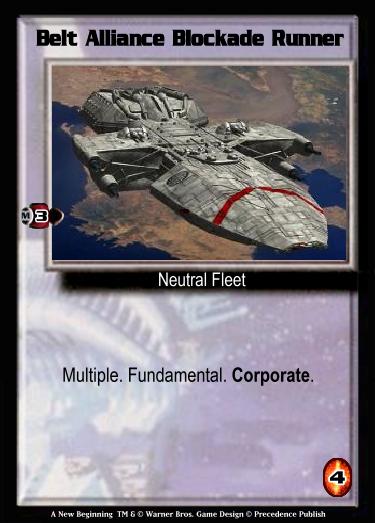 Belt Alliance Blockade Runner
M 3
Neutral Fleet
Multiple. Fundamental. Corporate.
4
A New Beginning TM & © Warner Bros. Game Design © Precedence Publish